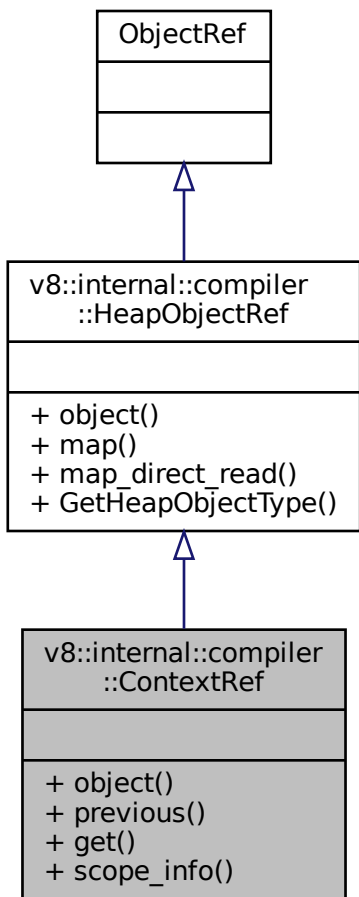 ObjectRef
v8::internal::compiler
::HeapObjectRef
+ object()
+ map()
+ map_direct_read()
+ GetHeapObjectType()
v8::internal::compiler
::ContextRef
+ object()
+ previous()
+ get()
+ scope_info()